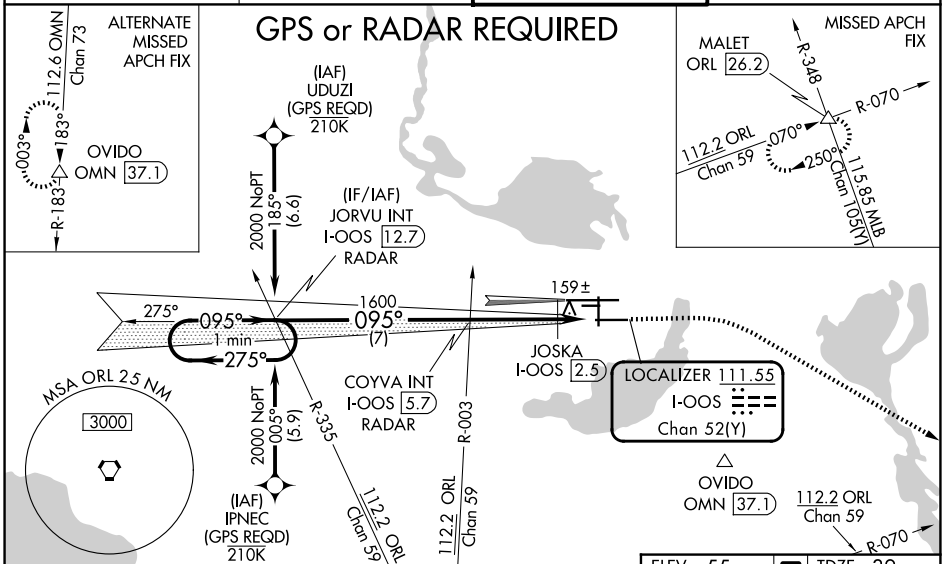 GPS or RADAR REQUIRED
ALTERNATE
MISSED
APCH FIX
112.6 OMN
Chan 73
183°
003°
OVIDO
OMN 37.1
R-183
MISSED APCH
FIX
MALET
ORL 26.2
R-348
R-070
112.2 ORL
Chan 59
070°
250°
115.85 MLB
Chan 105(Y)
(IAF)
UDUZI
(GPS REQD)
210K
2000 NoPT
185°
(6.6)
(IF/IAF)
JORVU INT
I-OOS 12.7
RADAR
159±
1600
275°
095°
095°
(7)
1 min
275°
JOSKA
I-OOS 2.5
COYVA INT
I-OOS 5.7
RADAR
LOCALIZER 111.55
I-OOS
Chan 52(Y)
MSA ORL 25 NM
3000
2000 NoPT
005°
(5.9)
R-335
R-003
(IAF)
IPNEC
(GPS REQD)
210K
112.2 ORL
Chan 59
112.2 ORL
Chan 59
OVIDO
OMN 37.1
112.2 ORL
Chan 59
R-070